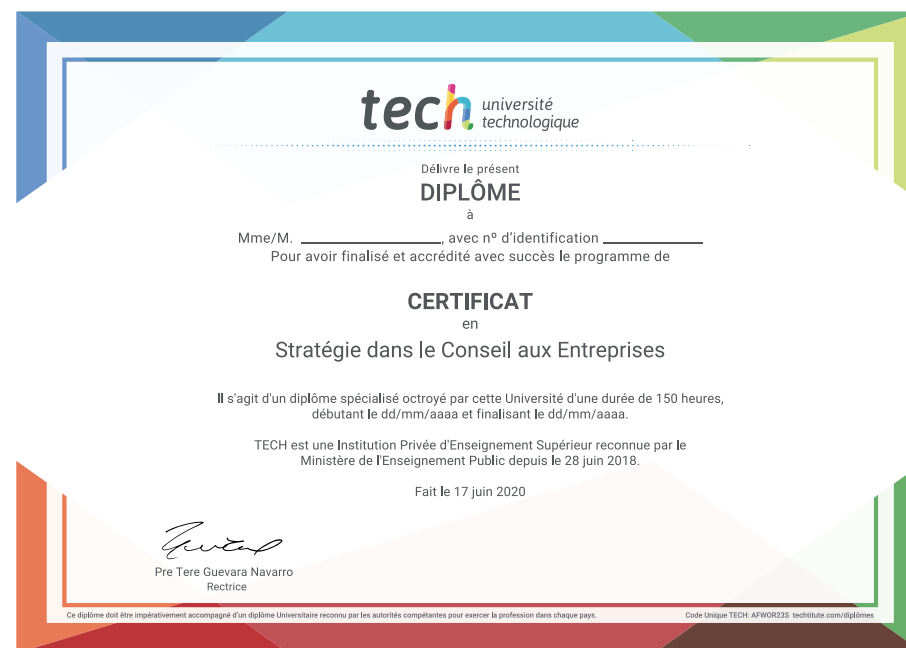 tech université
technologique
Délivre le présent
DIPLÔME
à
Mme/M. ____________________, avec nº d'identification ______________
Pour avoir finalisé et accrédité avec succès le programme de
CERTIFICAT
en
Stratégie dans le Conseil aux Entreprises
Il s'agit d'un diplôme spécialisé octroyé par cette Université d'une durée de 150 heures,
débutant le dd/mm/aaaa et finalisant le dd/mm/aaaa.
TECH est une Institution Privée d'Enseignement Supérieur reconnue par le
Ministère de l'Enseignement Public depuis le 28 juin 2018.
Fait le 17 juin 2020
Pre Tere Guevara Navarro
Rectrice
Ce diplôme doit être impérativement accompagné d'un diplôme Universitaire reconnu par les autorités compétentes pour exercer la profession dans chaque pays.
Code Unique TECH: AFWOR23S techtitute.com/diplômes